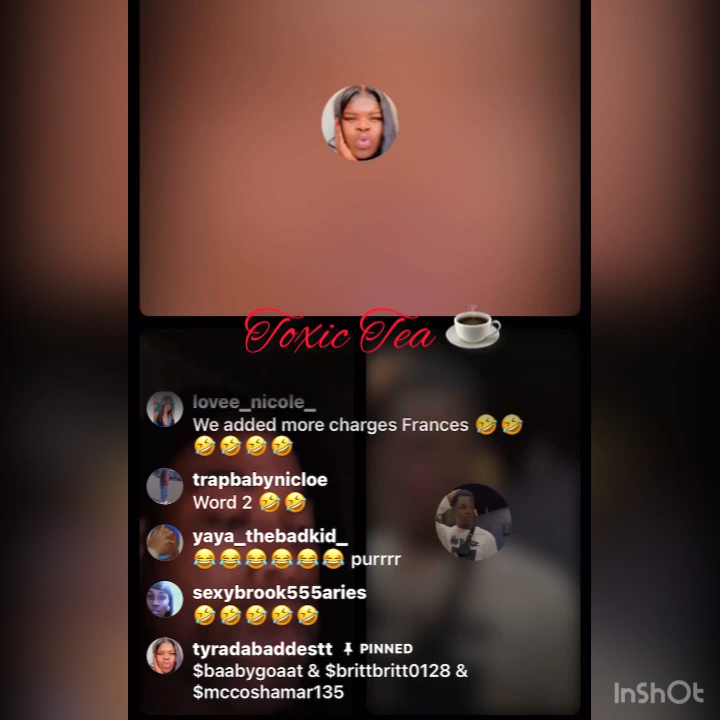 Toxic Tea ☕
lovee_nicole_
We added more charges Frances 🤣🤣
🤣🤣🤣🤣
trapbabynicloe
Word 2 🤣🤣
yaya_thebadkid_
😂😂😂😂😂😂 purrrr
sexybrook555aries
🤣🤣🤣🤣🤣
tyradabaddestt 📌 PINNED
$baabygoaat & $brittbritt0128 &
$mccoshamar135
InShOt